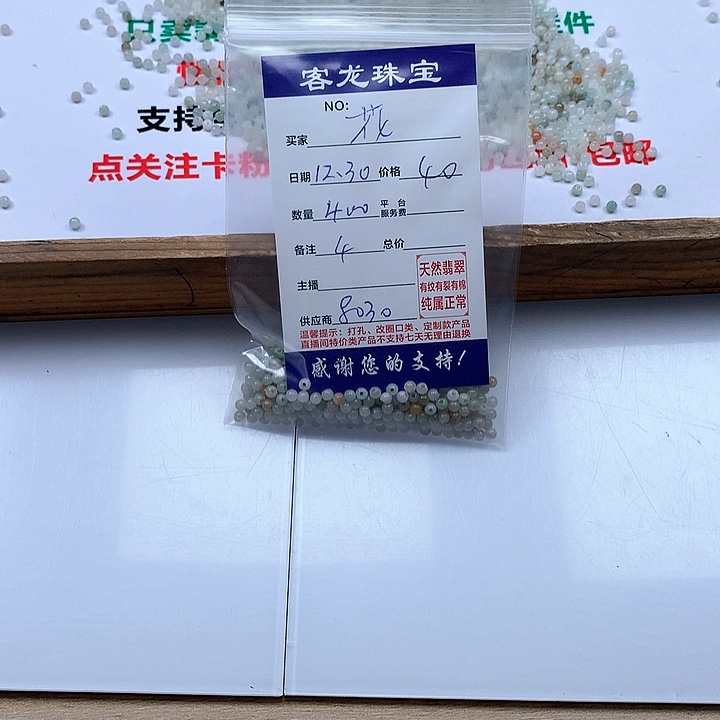 件
支持
点关注卡粉 包邮
客龙珠宝
NO:
买家 花
日期 12.30 价格 40
数量 400 平台服务费
备注 4 总价
主播
供应商 8030
天然翡翠
有纹有裂有棉
纯属正常
温馨提示：打孔、改圈口类、定制款产品
直播间特价类产品不支持七天无理由退换
感谢您的支持！